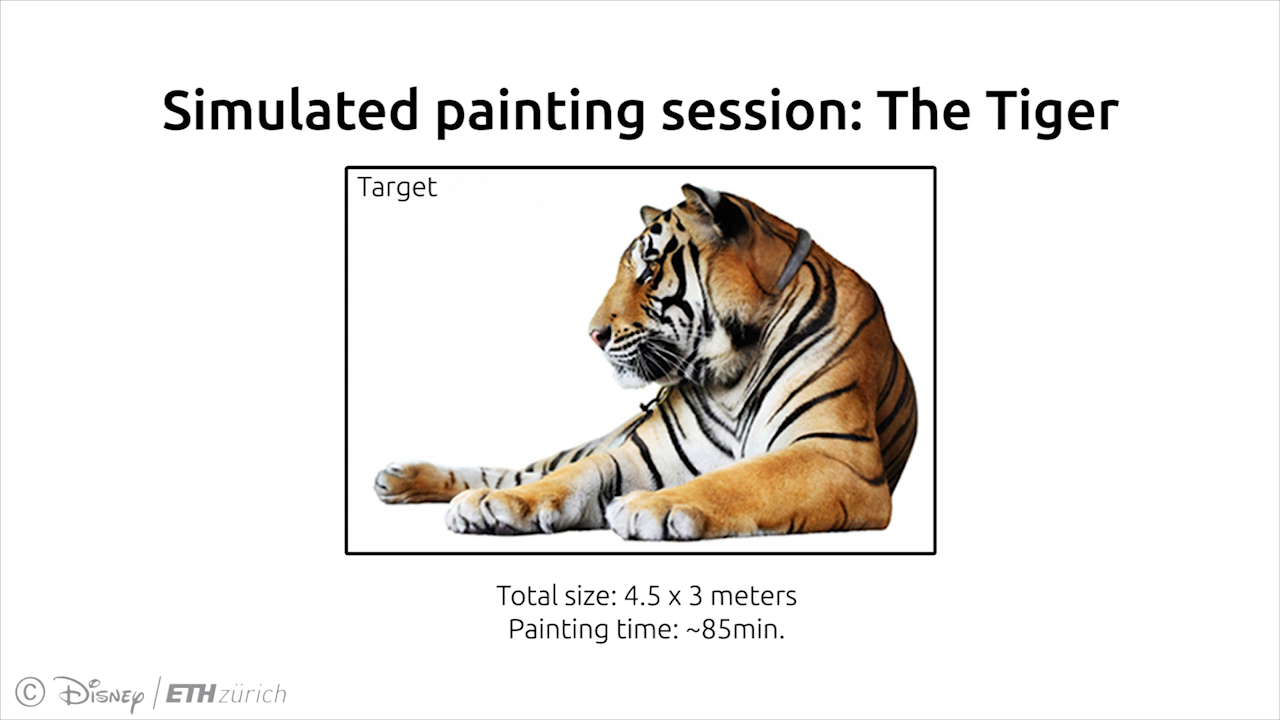 Simulated painting session: The Tiger
Target
Total size: 4.5 x 3 meters
Painting time: ~85min.
© Disney / ETH zürich